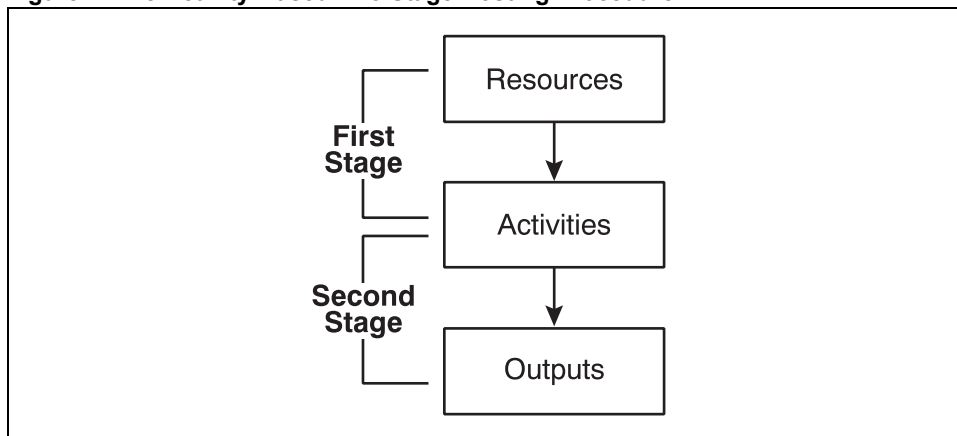 Resources
First
Stage
Activities
Second
Stage
Outputs